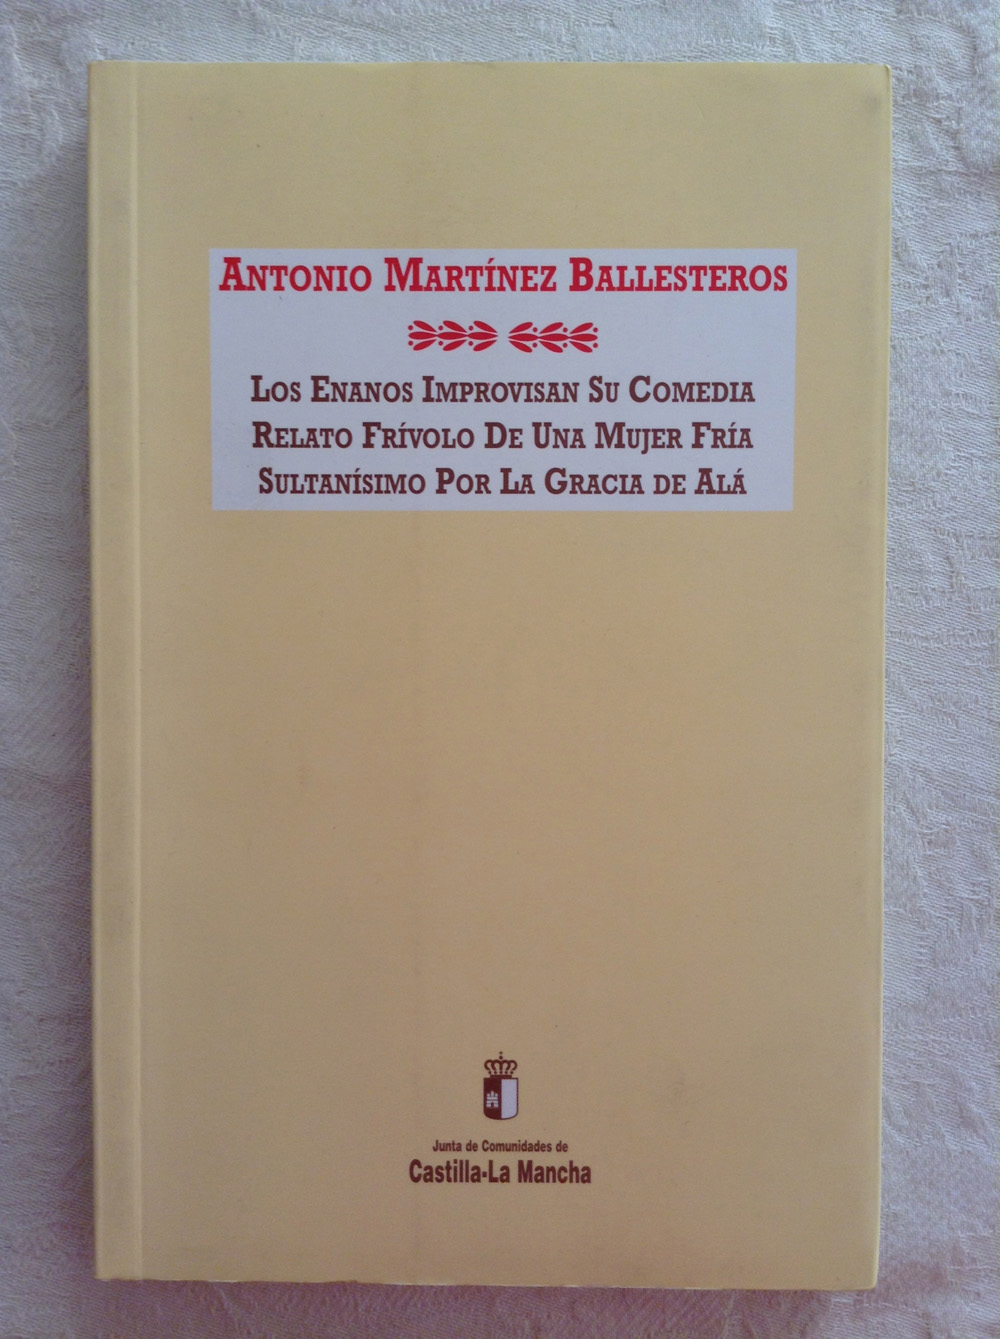 ANTONIO MARTÍNEZ BALLESTEROS
LOS ENANOS IMPROVISAN SU COMEDIA
RELATO FRÍVOLO DE UNA MUJER FRÍA
SULTANÍSIMO POR LA GRACIA DE ALÁ
Junta de Comunidades de
Castilla-La Mancha